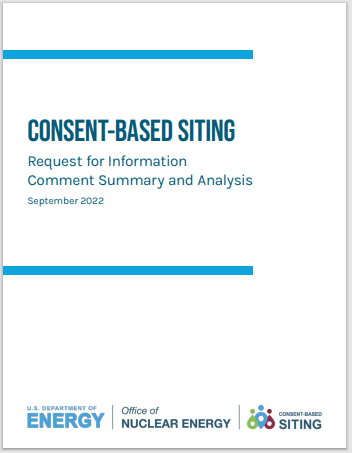 CONSENT-BASED SITING
Request for Information
Comment Summary and Analysis
September 2022
U.S. DEPARTMENT OF
ENERGY
Office of
NUCLEAR ENERGY
CONSENT-BASED
SITING